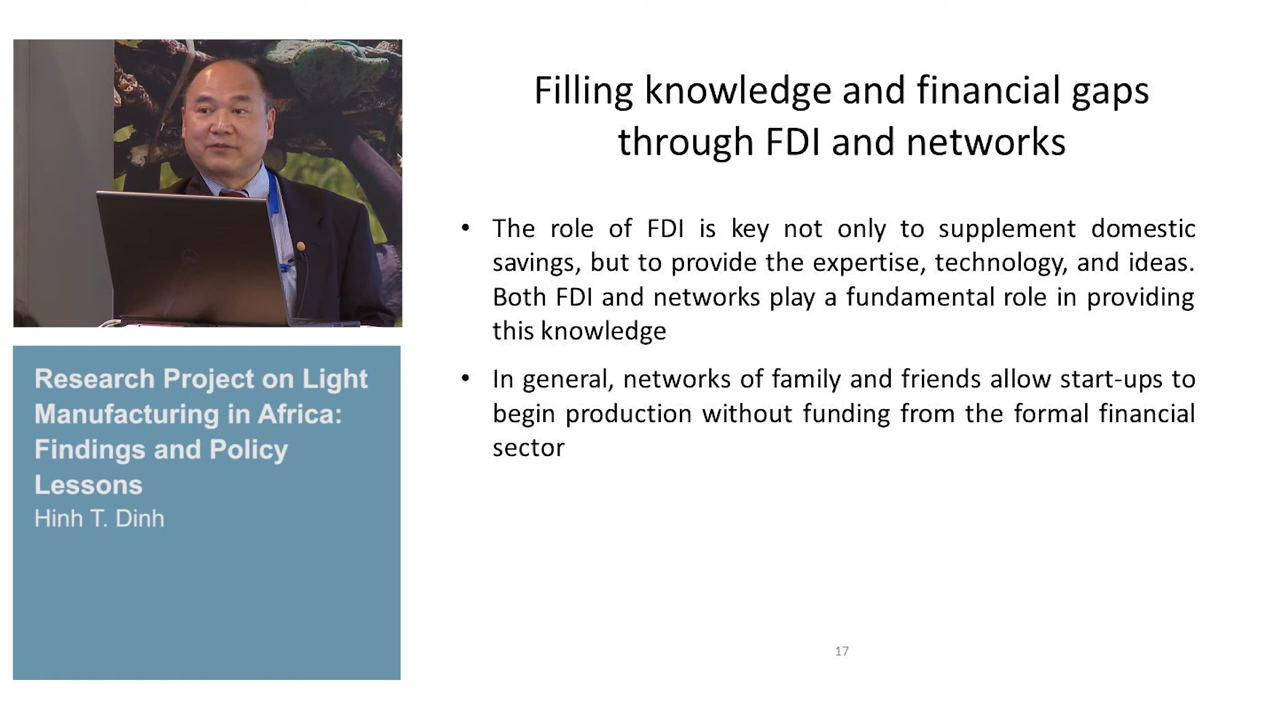 Filling knowledge and financial gaps
through FDI and networks
• The role of FDI is key not only to supplement domestic
savings, but to provide the expertise, technology, and ideas.
Both FDI and networks play a fundamental role in providing
this knowledge
• In general, networks of family and friends allow start-ups to
begin production without funding from the formal financial
sector
Research Project on Light
Manufacturing in Africa:
Findings and Policy
Lessons
Hinh T. Dinh
17